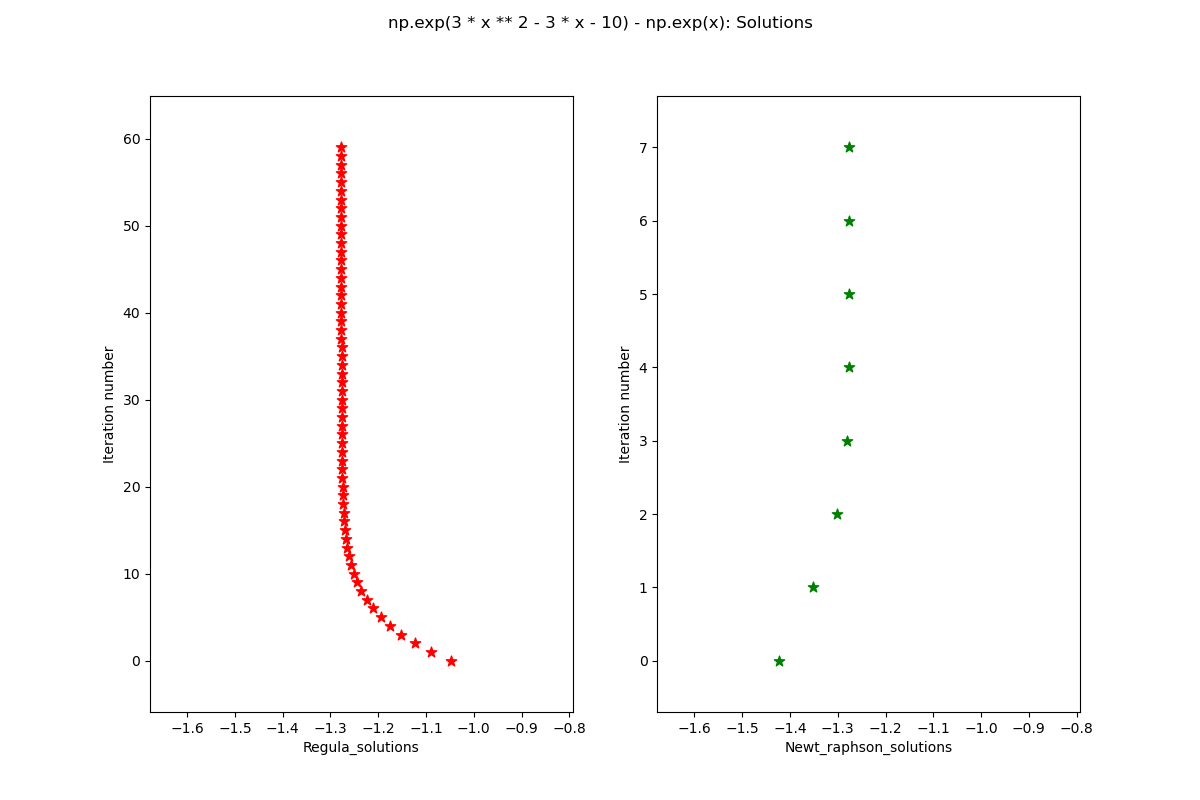 np.exp(3 * x ** 2 - 3 * x - 10) - np.exp(x): Solutions
60
50
40
30
20
10
0
Iteration number
−1.6 −1.5 −1.4 −1.3 −1.2 −1.1 −1.0 −0.9 −0.8
Regula_solutions
7
6
5
4
3
2
1
0
Iteration number
−1.6 −1.5 −1.4 −1.3 −1.2 −1.1 −1.0 −0.9 −0.8
Newt_raphson_solutions